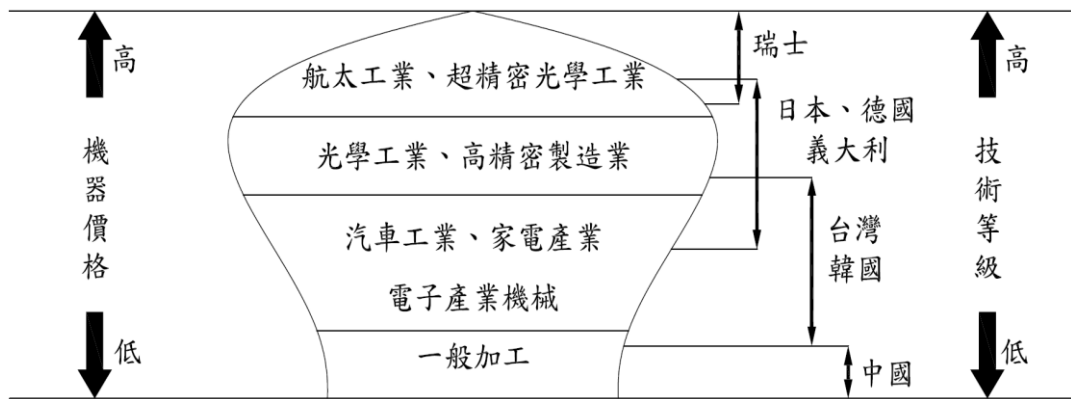 高
機器價格
低
航太工業、超精密光學工業
光學工業、高精密製造業
汽車工業、家電產業
電子產業機械
一般加工
瑞士
日本、德國
義大利
台灣
韓國
中國
高
技術等級
低